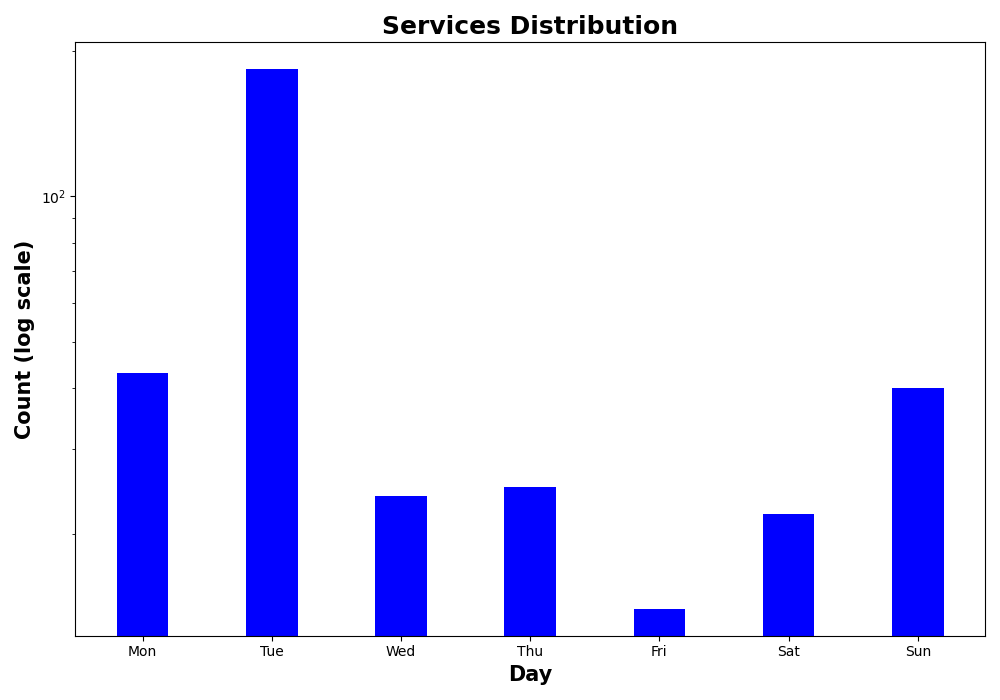 Services Distribution
Count (log scale)
10²
Mon Tue Wed Thu Fri Sat Sun
Day